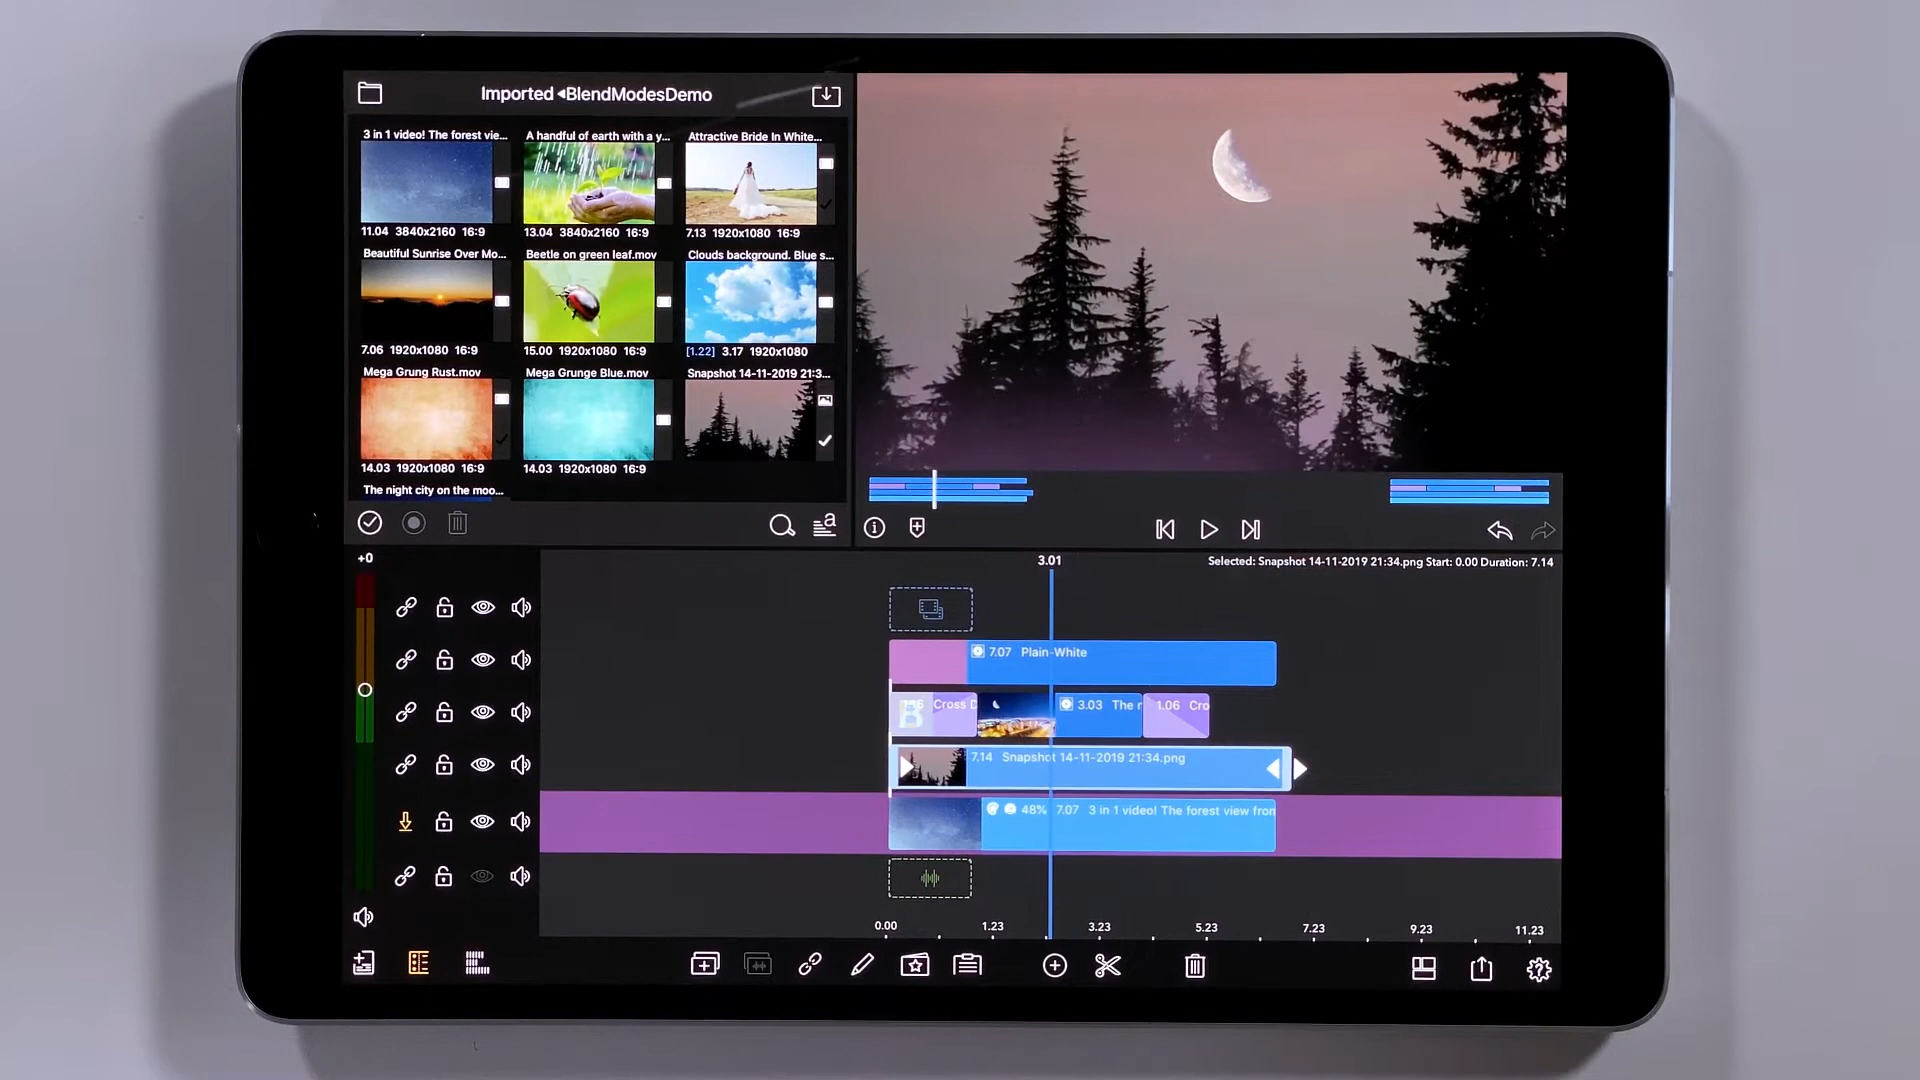 Imported ◂BlendModesDemo
3 in 1 video! The forest vie...
A handful of earth with a y...
Attractive Bride In White...
11.04 3840x2160 16:9
13.04 3840x2160 16:9
7.13 1920x1080 16:9
Beautiful Sunrise Over Mo...
Beetle on green leaf.mov
Clouds background. Blue s...
7.06 1920x1080 16:9
15.00 1920x1080 16:9
[1.22] 3.17 1920x1080
Mega Grung Rust.mov
Mega Grunge Blue.mov
Snapshot 14-11-2019 21:3...
14.03 1920x1080 16:9
14.03 1920x1080 16:9
The night city on the moo...
+0
3.01
Selected: Snapshot 14-11-2019 21:34.png Start: 0.00 Duration: 7.14
7.07 Plain-White
Cross D
3.03 The n
1.06 Cro
7.14 Snapshot 14-11-2019 21:34.png
48% 7.07 3 in 1 video! The forest view from
0.00 1.23 3.23 5.23 7.23 9.23 11.23